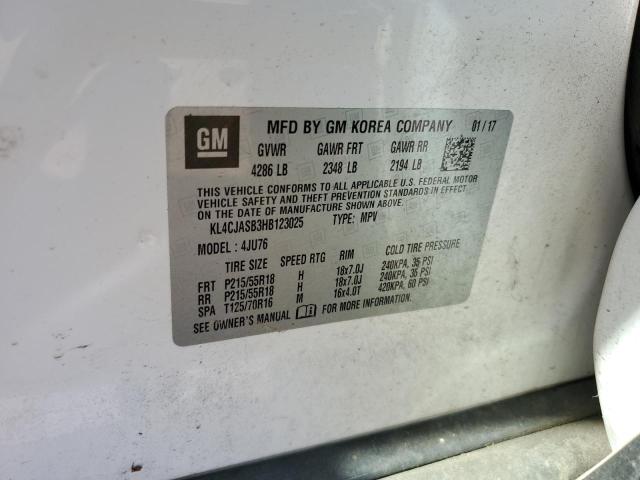 GM
MFD BY GM KOREA COMPANY 01/17
GVWR GAWR FRT GAWR RR
4286 LB 2348 LB 2194 LB
THIS VEHICLE CONFORMS TO ALL APPLICABLE U.S. FEDERAL MOTOR
VEHICLE SAFETY AND THEFT PREVENTION STANDARDS IN EFFECT
ON THE DATE OF MANUFACTURE SHOWN ABOVE.
KL4CJASB3HB123025 TYPE: MPV
MODEL: 4JU76
TIRE SIZE SPEED RTG RIM COLD TIRE PRESSURE
FRT P215/55R18 H 18x7.0J 240KPA, 35 PSI
RR P215/55R18 H 18x7.0J 240KPA, 35 PSI
SPA T125/70R16 M 16x4.0T 420KPA, 60 PSI
SEE OWNER'S MANUAL FOR MORE INFORMATION.